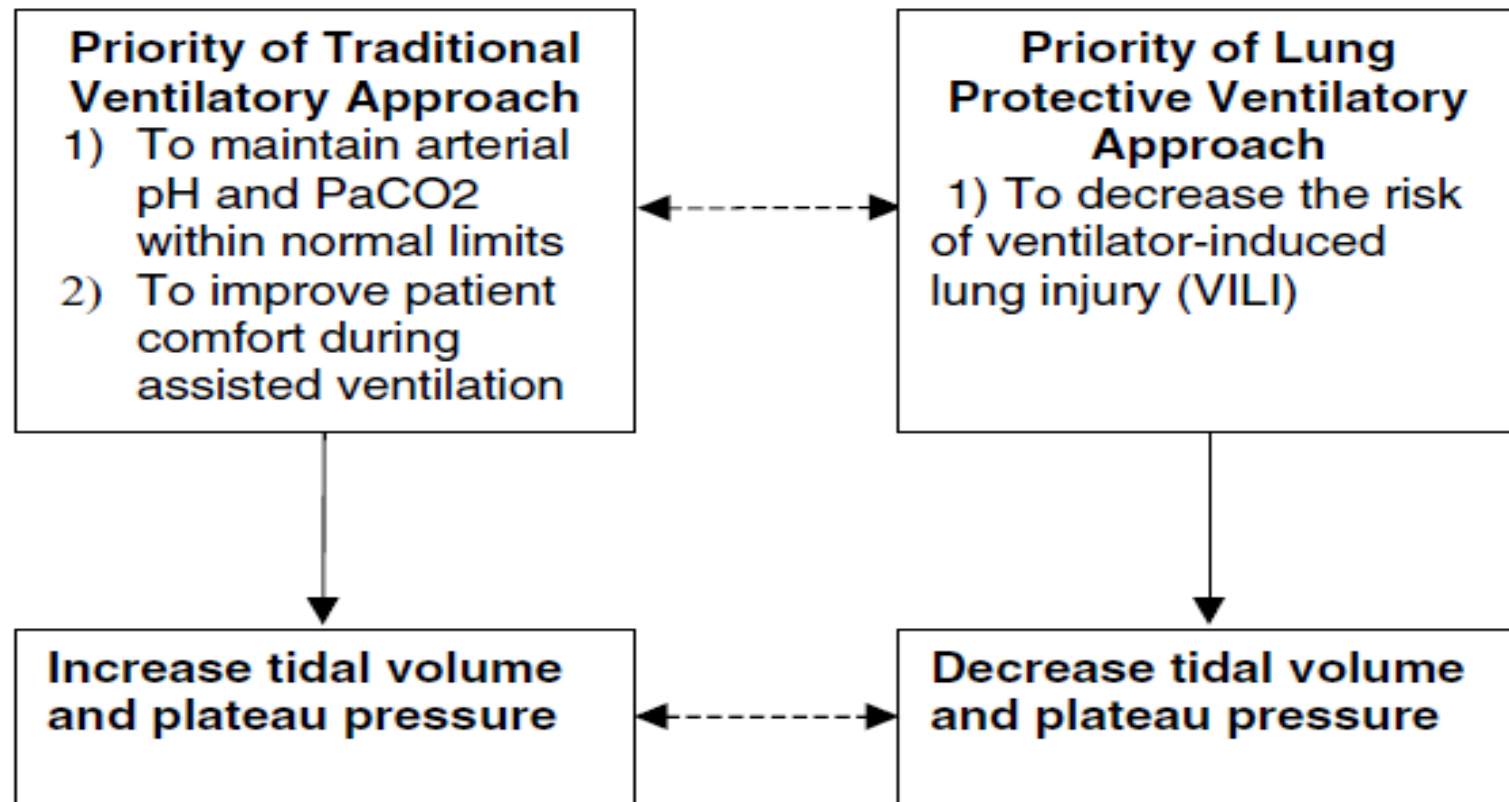 Priority of Traditional
Ventilatory Approach
1) To maintain arterial
pH and PaCO2
within normal limits
2) To improve patient
comfort during
assisted ventilation
Priority of Lung
Protective Ventilatory
Approach
1) To decrease the risk
of ventilator-induced
lung injury (VILI)
Increase tidal volume
and plateau pressure
Decrease tidal volume
and plateau pressure